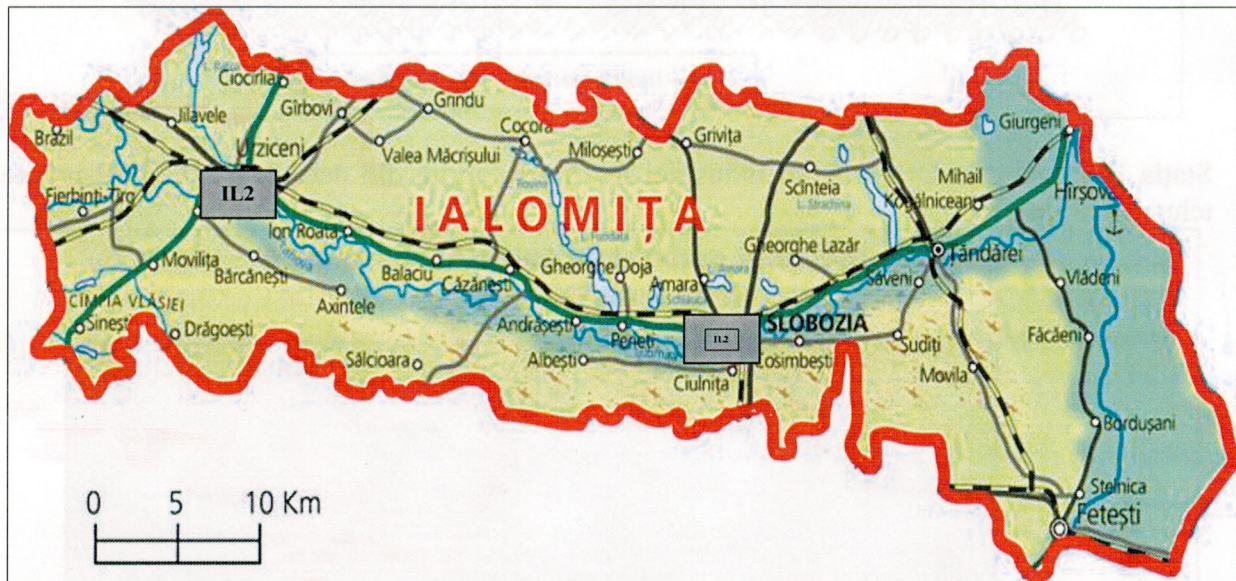 Ciocîrlia
Jilavele
Gîrbovi
Grindu
Brazil
Urziceni
Valea Măcrișului
Cocora
Miloșești
Grivița
Giurgeni
Scînteia
L. Strachina
Mihail
Kogălniceanu
Hîrșova
Fierbinți-Tîrg
IL2
IALOMIȚA
Ion Roată
Gheorghe Lazăr
Țăndărei
Movilița
Bărcănești
Balaciu
Gheorghe Doja
Amara
Săveni
Vlădeni
Axintele
Căzănești
CÎMPIA VLĂSIEI
Sinești
Drăgoești
Andrășești
Perieți
IL2
SLOBOZIA
Făcăeni
Sălcioara
Albești
Ciulnița
Cosîmbești
Sudiți
Movila
Bordușani
0 5 10 Km
Stelnica
Fetești